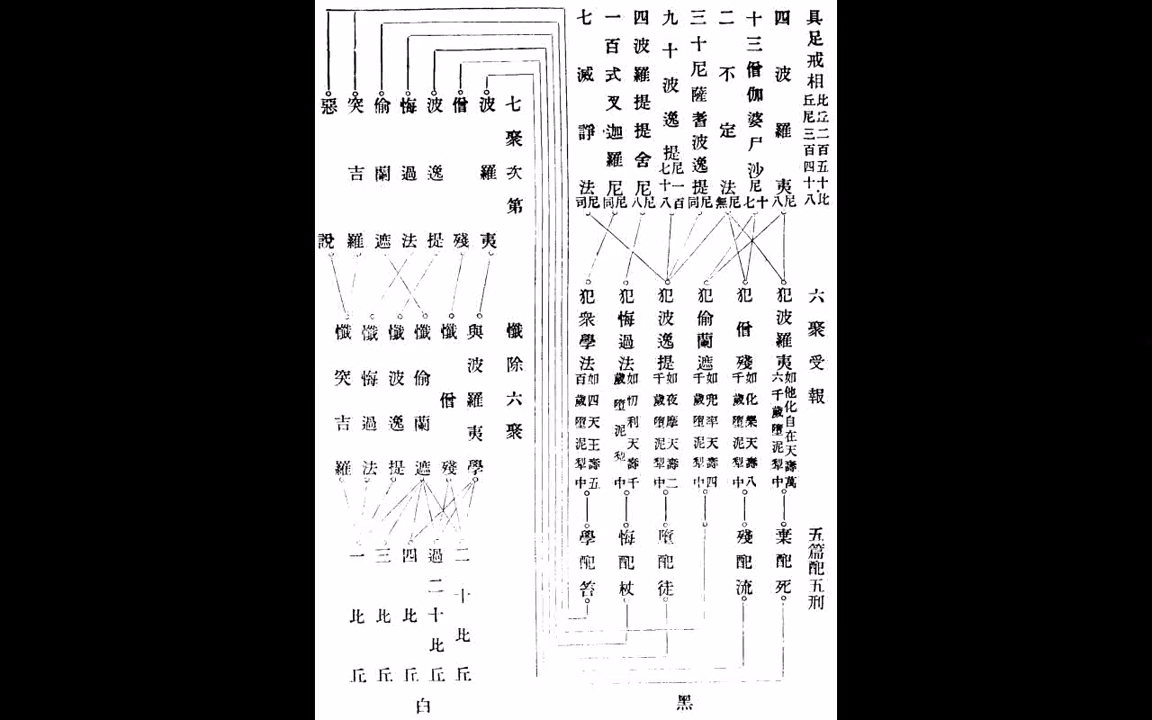 具足戒相 比丘二百五十比丘尼三百四十八
四波羅夷 尼八
十三僧伽婆尸沙 尼十七
二不定法 尼無
三十尼薩耆波逸提 尼同
九十波逸提 尼一百七十八
四波羅提提舍尼 尼八
一百式叉迦羅尼 尼同
七滅諍法 尼同
六聚受報
犯波羅夷 如他化自在天壽萬六千歲墮泥犁中
犯僧殘 如化樂天壽八千歲墮泥犁中
犯偷蘭遮 如兜率天壽四千歲墮泥犁中
犯波逸提 如夜摩天壽二千歲墮泥犁中
犯悔過法 如忉利天壽千歲墮泥犁中
犯眾學法 如四天王壽五百歲墮泥犁中
五篇配五刑
棄配死
殘配流
墮配徒
悔配杖
學配笞
七聚次第
波羅夷
僧殘
波逸提
悔過法
偷蘭遮
突吉羅
惡說
懺除六聚
與波羅夷學
懺僧殘
懺偷蘭遮
懺波逸提
懺悔過法
懺突吉羅
二十比丘
過二十比丘
四比丘
三比丘
一比丘
黑
白